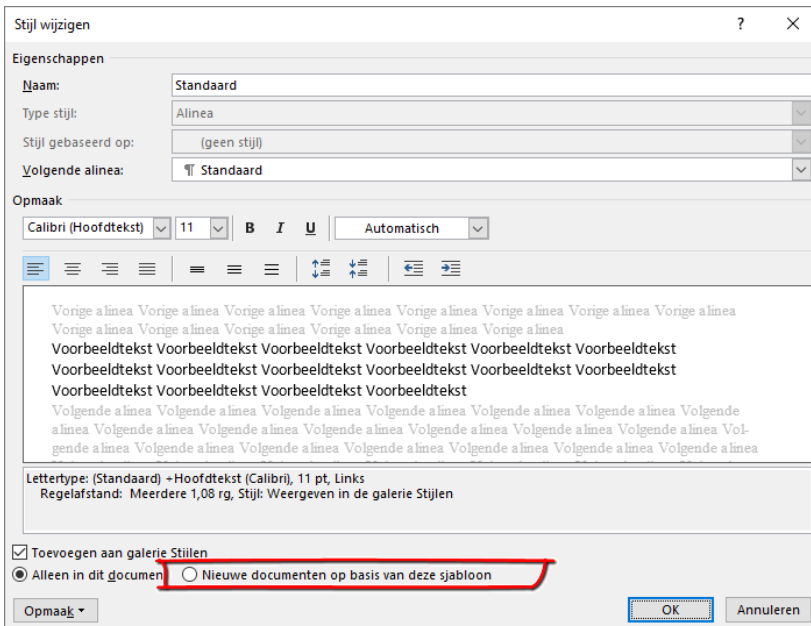 Stijl wijzigen ? ×
Eigenschappen
Naam: Standaard
Type stijl: Alinea
Stijl gebaseerd op: (geen stijl)
Volgende alinea: ¶ Standaard
Opmaak
Calibri (Hoofdtekst) 11 B I U Automatisch
Vorige alinea Vorige alinea Vorige alinea Vorige alinea Vorige alinea Vorige alinea Vorige alinea Vorige alinea
Vorige alinea Vorige alinea Vorige alinea Vorige alinea Vorige alinea Vorige alinea
Voorbeeldtekst Voorbeeldtekst Voorbeeldtekst Voorbeeldtekst Voorbeeldtekst Voorbeeldtekst
Voorbeeldtekst Voorbeeldtekst Voorbeeldtekst Voorbeeldtekst Voorbeeldtekst Voorbeeldtekst
Voorbeeldtekst Voorbeeldtekst Voorbeeldtekst Voorbeeldtekst
Volgende alinea Volgende alinea Volgende alinea Volgende alinea Volgende alinea Volgende
alinea Volgende alinea Volgende alinea Volgende alinea Volgende alinea Volgende alinea Vol-
gende alinea Volgende alinea Volgende alinea Volgende alinea Volgende alinea Volgende alinea
Lettertype: (Standaard) +Hoofdtekst (Calibri), 11 pt, Links
Regelafstand: Meerdere 1,08 rg, Stijl: Weergeven in de galerie Stijlen
Toevoegen aan galerie Stijlen
Alleen in dit documen Nieuwe documenten op basis van deze sjabloon
Opmaak OK Annuleren